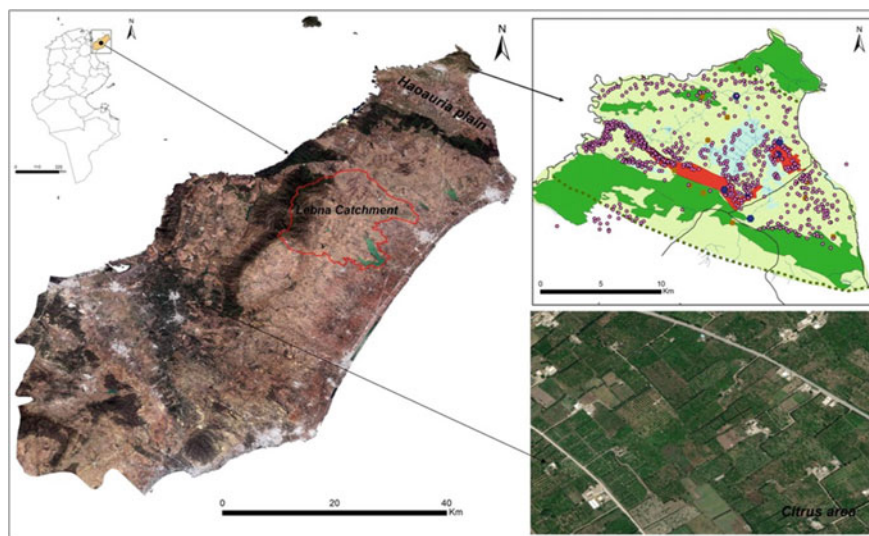 N
N
N
Haoauria plain
Lebna Catchment
0 20 40
Km
0 5 10
Km
Citrus area